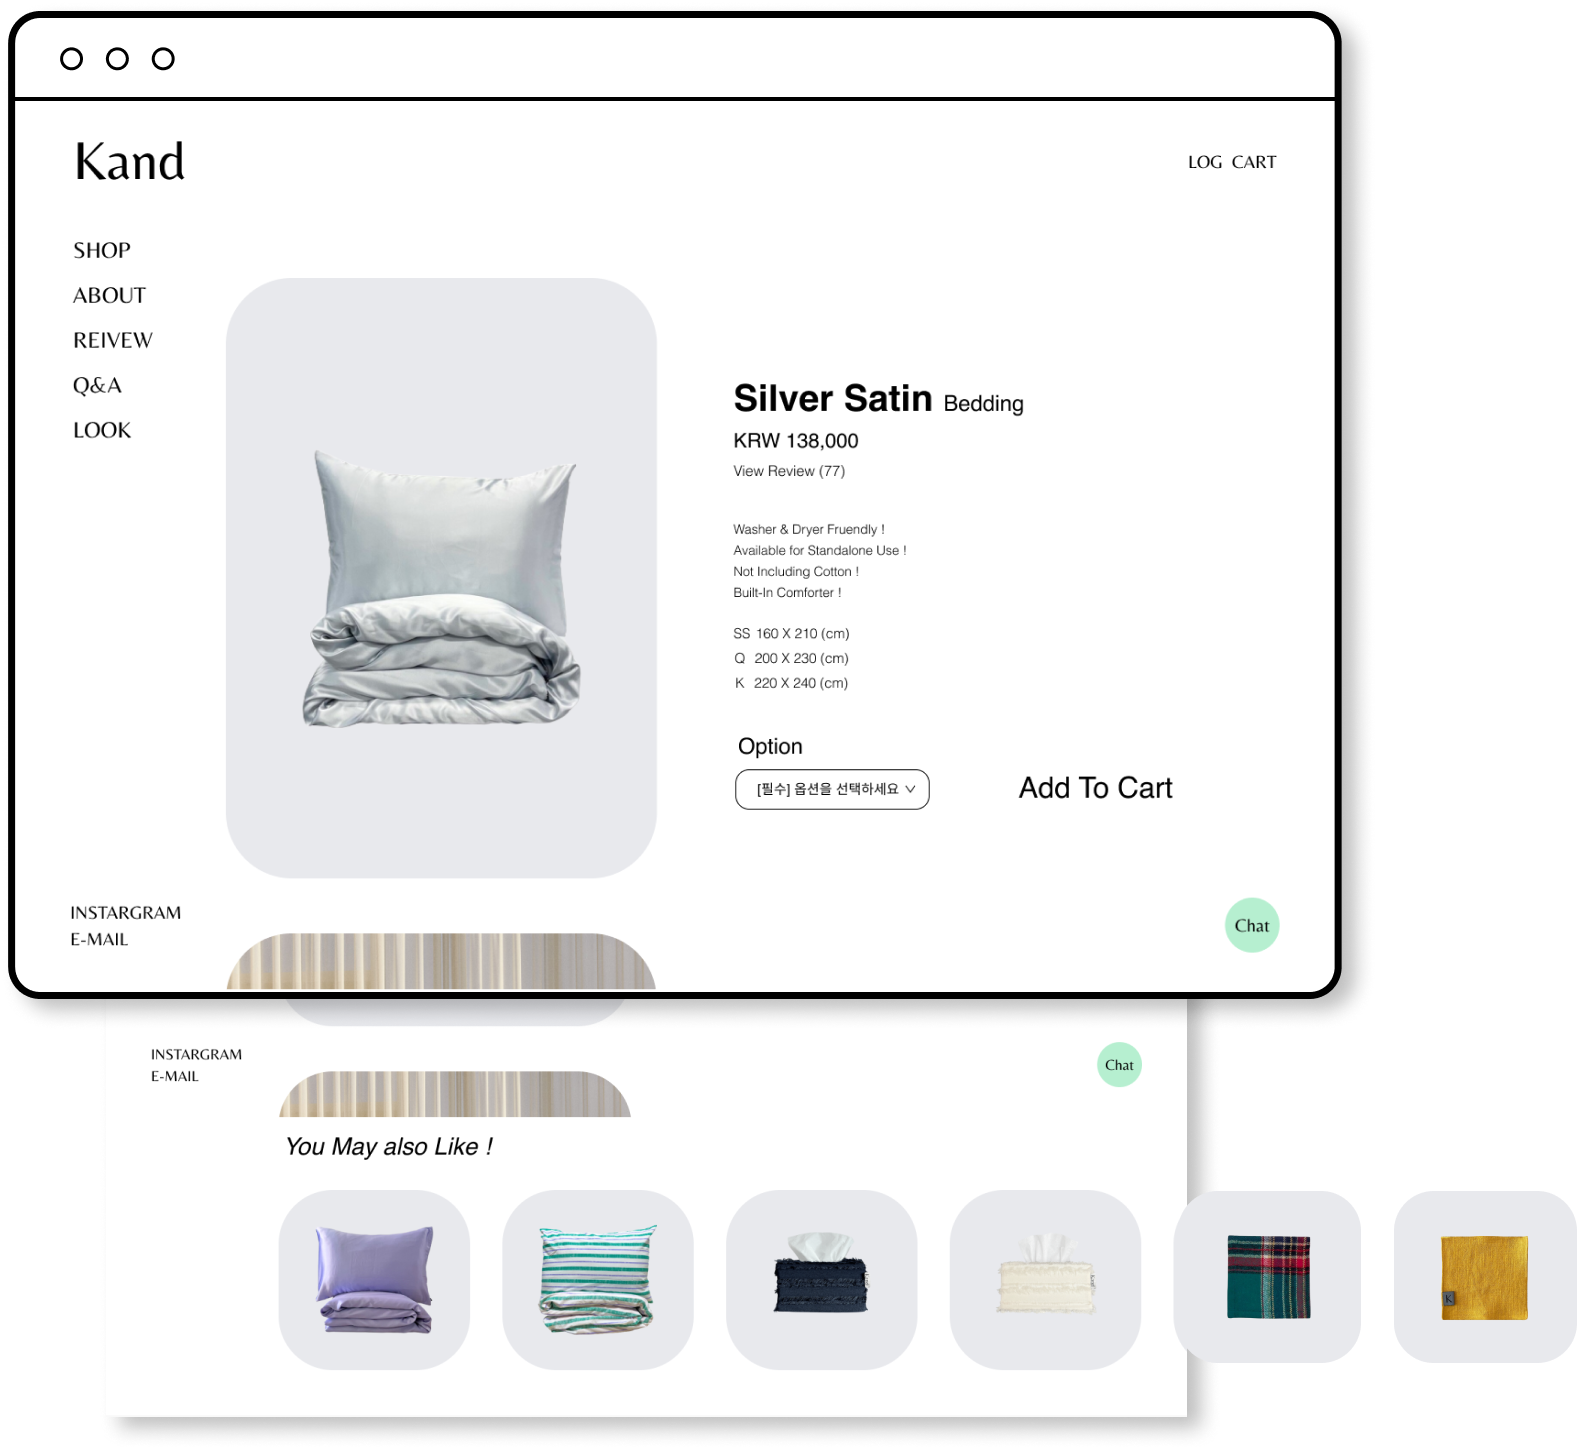 Kand
LOG CART
SHOP
ABOUT
REIVEW
Q&A
LOOK
Silver Satin Bedding
KRW 138,000
View Review (77)
Washer & Dryer Fruendly !
Available for Standalone Use !
Not Including Cotton !
Built-In Comforter !
SS 160 X 210 (cm)
Q 200 X 230 (cm)
K 220 X 240 (cm)
Option
[필수] 옵션을 선택하세요
Add To Cart
INSTARGRAM
E-MAIL
Chat
INSTARGRAM
E-MAIL
Chat
You May also Like !
K